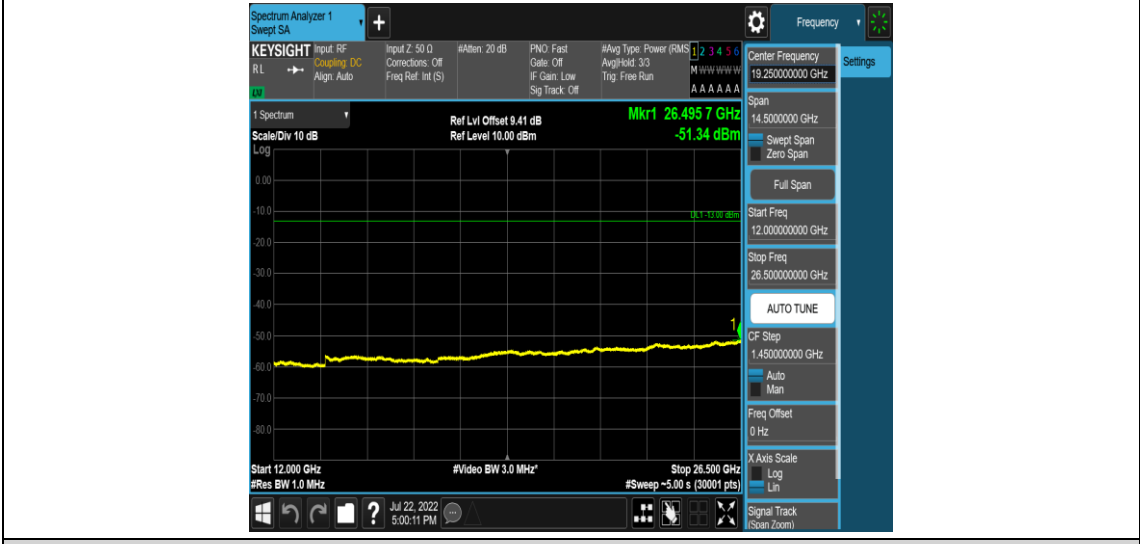 Spectrum Analyzer 1
Swept SA
+
Frequency
KEYSIGHT
RL
LXI
Input: RF
Coupling: DC
Align: Auto
Input Z: 50 Ω
Corrections: Off
Freq Ref: Int (S)
#Atten: 20 dB
PNO: Fast
Gate: Off
IF Gain: Low
Sig Track: Off
#Avg Type: Power (RMS
Avg|Hold: 3/3
Trig: Free Run
1 2 3 4 5 6
M W W W W W
A A A A A A
Center Frequency
19.250000000 GHz
Settings
Span
14.5000000 GHz
Swept Span
Zero Span
Full Span
Start Freq
12.000000000 GHz
Stop Freq
26.500000000 GHz
AUTO TUNE
CF Step
1.450000000 GHz
Auto
Man
Freq Offset
0 Hz
X Axis Scale
Log
Lin
Signal Track
(Span Zoom)
1 Spectrum
Scale/Div 10 dB
Log
Ref Lvl Offset 9.41 dB
Ref Level 10.00 dBm
Mkr1 26.495 7 GHz
-51.34 dBm
0.00
-10.0
DL1 -13.00 dBm
-20.0
-30.0
-40.0
1
-50.0
-60.0
-70.0
-80.0
Start 12.000 GHz
#Res BW 1.0 MHz
#Video BW 3.0 MHz*
Stop 26.500 GHz
#Sweep ~5.00 s (30001 pts)
?
Jul 22, 2022
5:00:11 PM